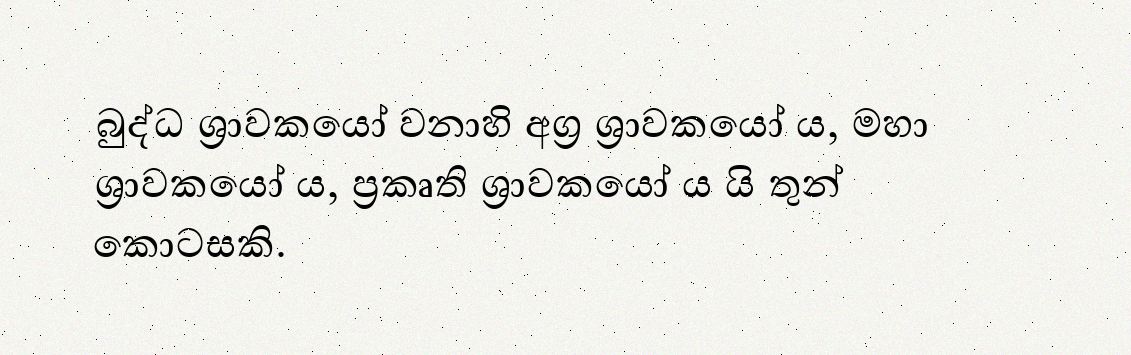 බුද්ධ ශ්‍රාවකයෝ වනාහි අග්‍ර ශ්‍රාවකයෝ ය, මහා
ශ්‍රාවකයෝ ය, ප්‍රකෘති ශ්‍රාවකයෝ ය යි තුන්
කොටසකි.